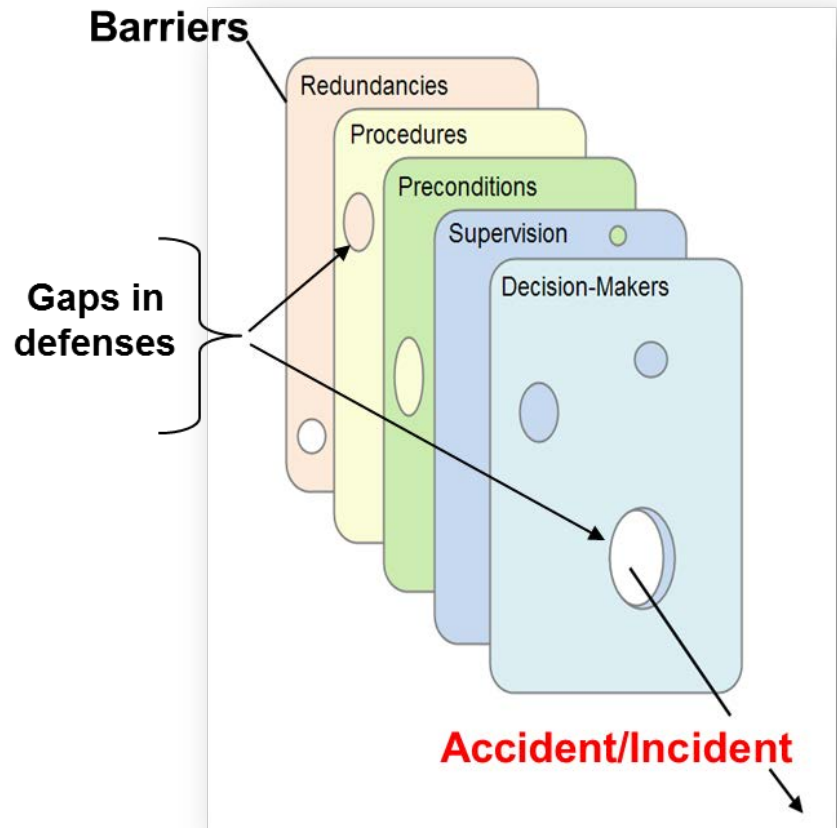 Barriers
Redundancies
Procedures
Preconditions
Supervision
Decision-Makers
Gaps in
defenses
Accident/Incident